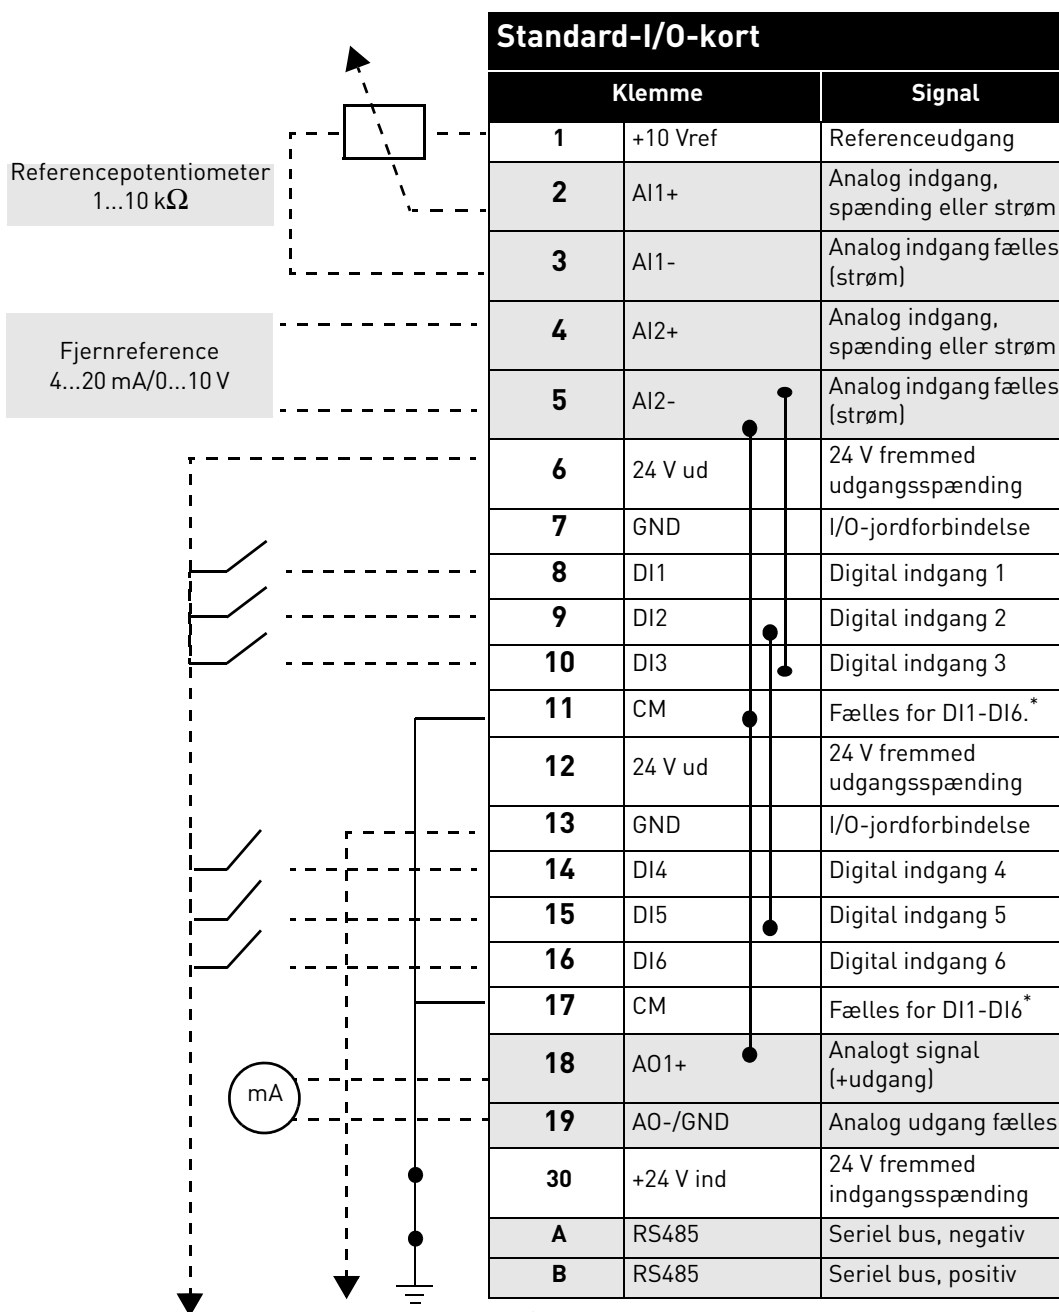 Standard-I/O-kort
Klemme Signal
1 +10 Vref Referenceudgang
Referencepotentiometer
1...10 kΩ
2 AI1+ Analog indgang,
spænding eller strøm
3 AI1- Analog indgang fælles
(strøm)
Fjernreference
4...20 mA/0...10 V
4 AI2+ Analog indgang,
spænding eller strøm
5 AI2- Analog indgang fælles
(strøm)
6 24 V ud 24 V fremmed
udgangsspænding
7 GND I/O-jordforbindelse
8 DI1 Digital indgang 1
9 DI2 Digital indgang 2
10 DI3 Digital indgang 3
11 CM Fælles for DI1-DI6.*
12 24 V ud 24 V fremmed
udgangsspænding
13 GND I/O-jordforbindelse
14 DI4 Digital indgang 4
15 DI5 Digital indgang 5
16 DI6 Digital indgang 6
17 CM Fælles for DI1-DI6*
18 AO1+ Analogt signal
(+udgang)
mA
19 AO-/GND Analog udgang fælles
30 +24 V ind 24 V fremmed
indgangsspænding
A RS485 Seriel bus, negativ
B RS485 Seriel bus, positiv